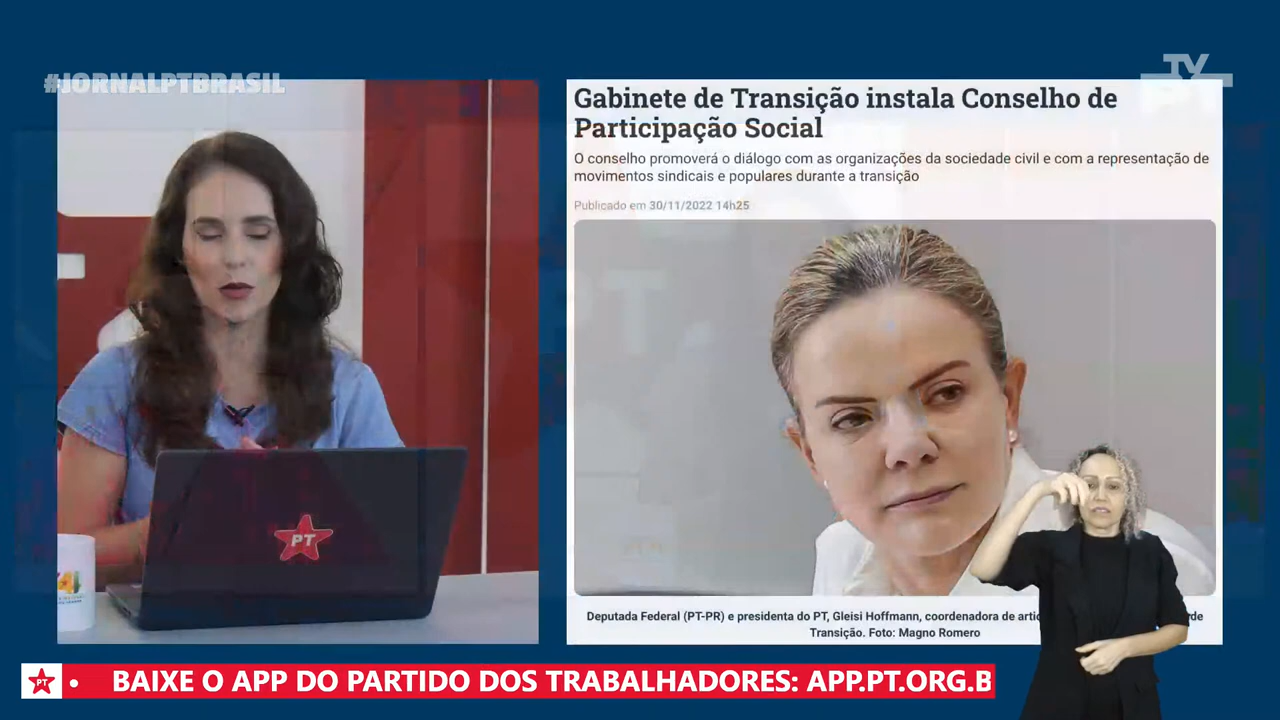 #JORNALPTBRASIL
TV
PT
Gabinete de Transição instala Conselho de
Participação Social
O conselho promoverá o diálogo com as organizações da sociedade civil e com a representação de
movimentos sindicais e populares durante a transição
Publicado em 30/11/2022 14h25
PT
Deputada Federal (PT-PR) e presidenta do PT, Gleisi Hoffmann, coordenadora de
Transição. Foto: Magno Romero
PT
BAIXE O APP DO PARTIDO DOS TRABALHADORES: APP.PT.ORG.B